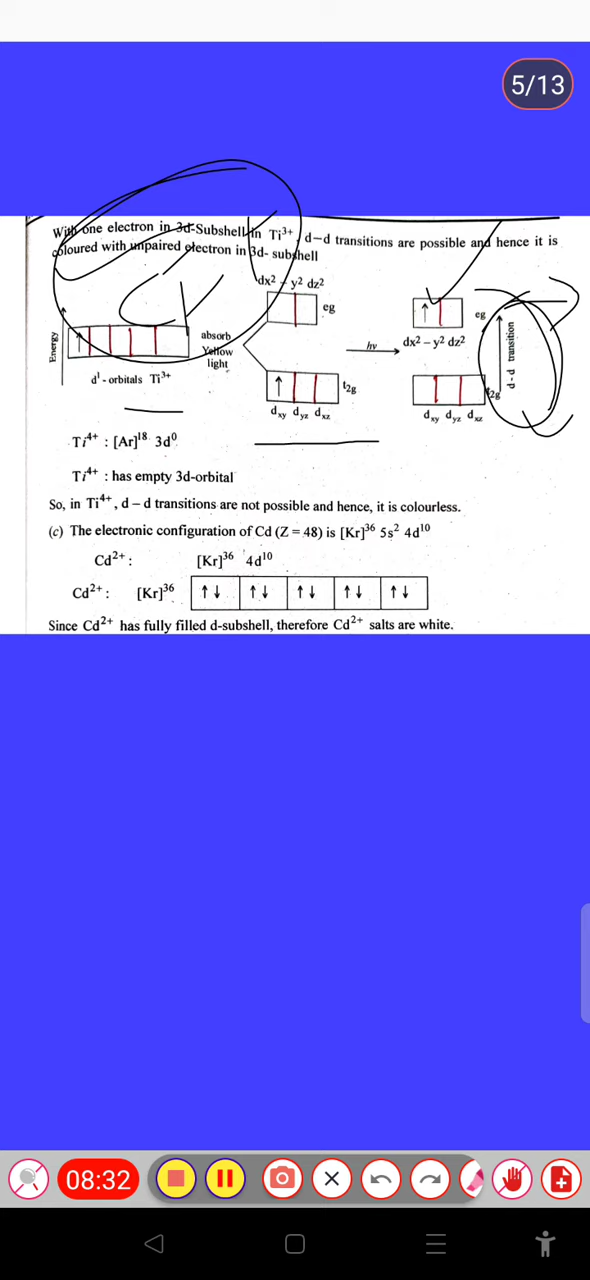 5/13
With one electron in 3d-Subshell in Ti³⁺, d–d transitions are possible and hence it is
coloured with unpaired electron in 3d- subshell
dx² – y² dz²
eg
↑
eg
Energy
↑
absorb
Yellow
light
hν
dx² – y² dz²
d – d transition
d¹ - orbitals Ti³⁺
↑
t₂g
t₂g
dxy dyz dxz
dxy dyz dxz
Ti⁴⁺ : [Ar]¹⁸ 3d⁰
Ti⁴⁺ : has empty 3d-orbital
So, in Ti⁴⁺, d – d transitions are not possible and hence, it is colourless.
(c) The electronic configuration of Cd (Z = 48) is [Kr]³⁶ 5s² 4d¹⁰
Cd²⁺ : [Kr]³⁶ 4d¹⁰
Cd²⁺ : [Kr]³⁶ ↑↓ ↑↓ ↑↓ ↑↓ ↑↓
Since Cd²⁺ has fully filled d-subshell, therefore Cd²⁺ salts are white.
08:32